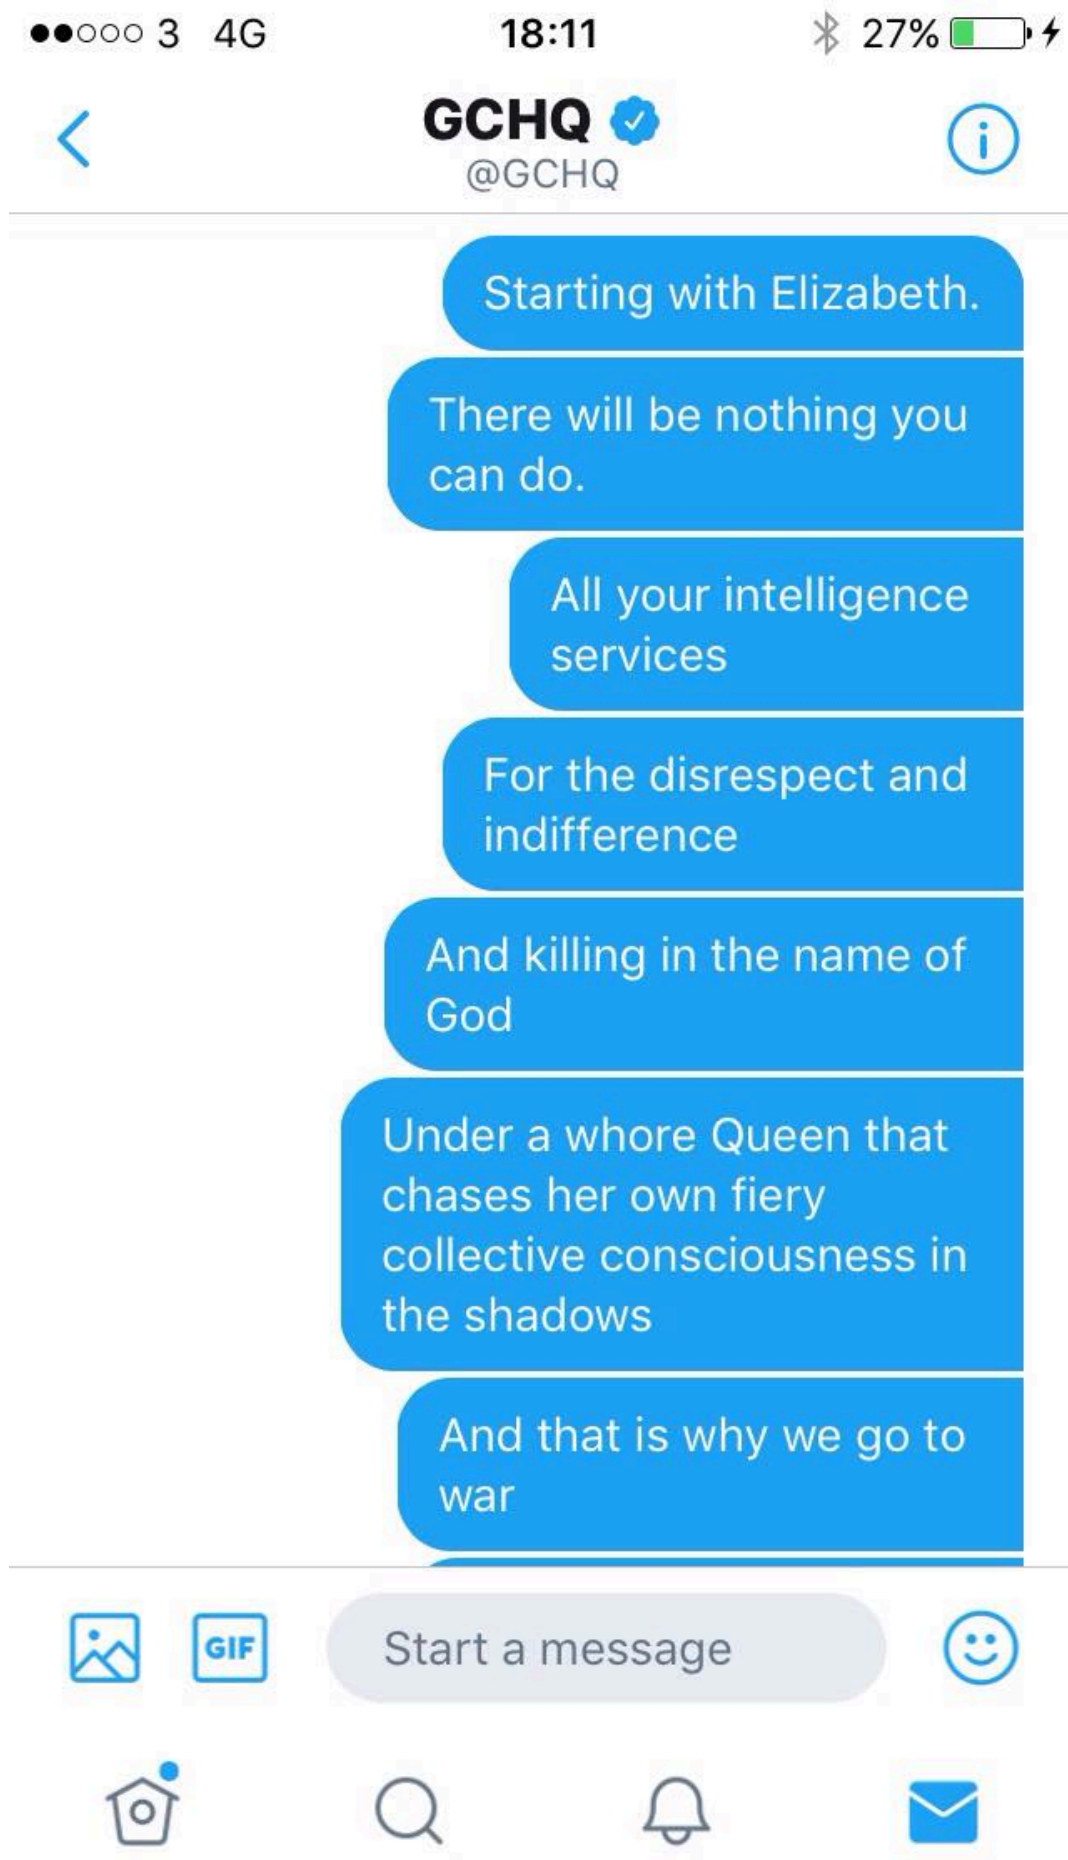 3 4G 18:11 27%
GCHQ
@GCHQ
Starting with Elizabeth.
There will be nothing you
can do.
All your intelligence
services
For the disrespect and
indifference
And killing in the name of
God
Under a whore Queen that
chases her own fiery
collective consciousness in
the shadows
And that is why we go to
war
GIF Start a message